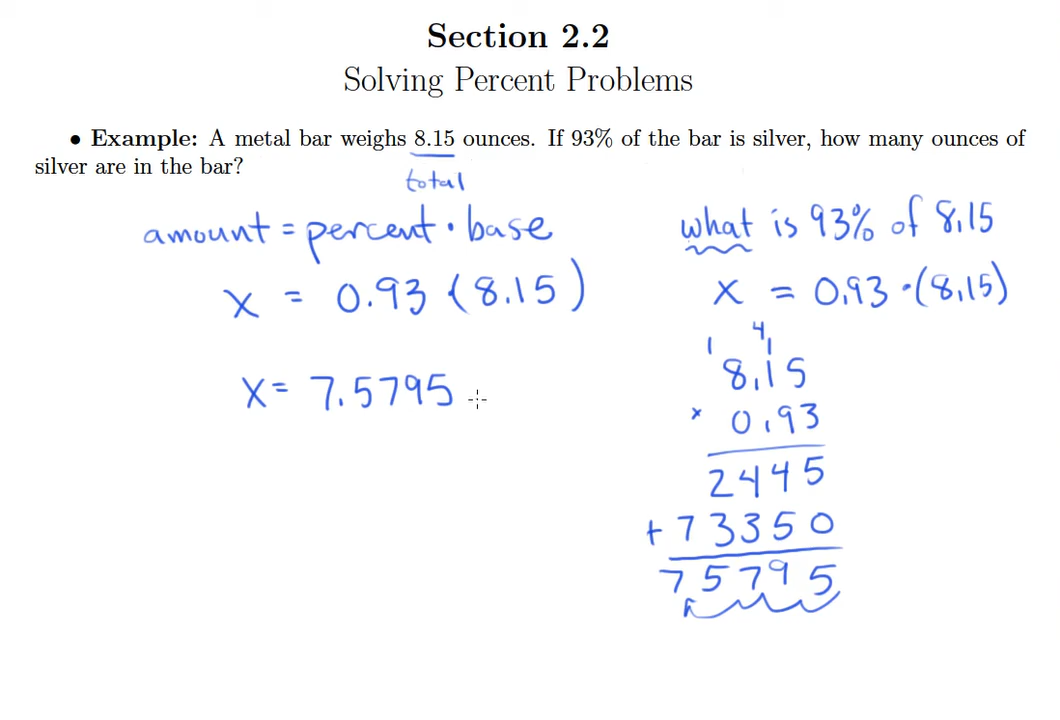 Section 2.2
Solving Percent Problems
• Example: A metal bar weighs 8.15 ounces. If 93% of the bar is silver, how many ounces of
silver are in the bar?
total
amount = percent · base
x = 0.93 (8.15)
x = 7.5795
what is 93% of 8.15
x = 0.93 · (8.15)
1 4
1
8.15
x 0.93
2445
+ 73350
75795